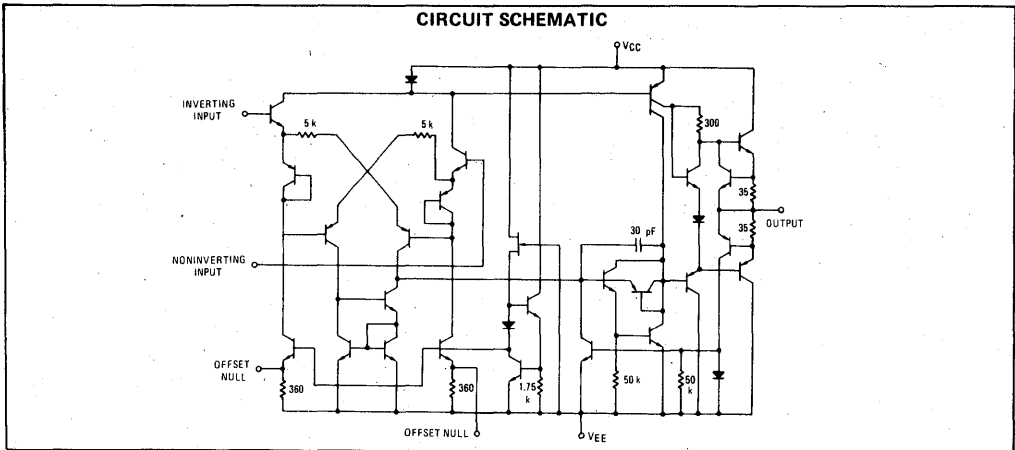 CIRCUIT SCHEMATIC
VCC
INVERTING
INPUT
5 k
5 k
300
35
OUTPUT
35
30 pF
NONINVERTING
INPUT
OFFSET
NULL
360
360
1.75
k
50 k
50
k
OFFSET NULL
VEE